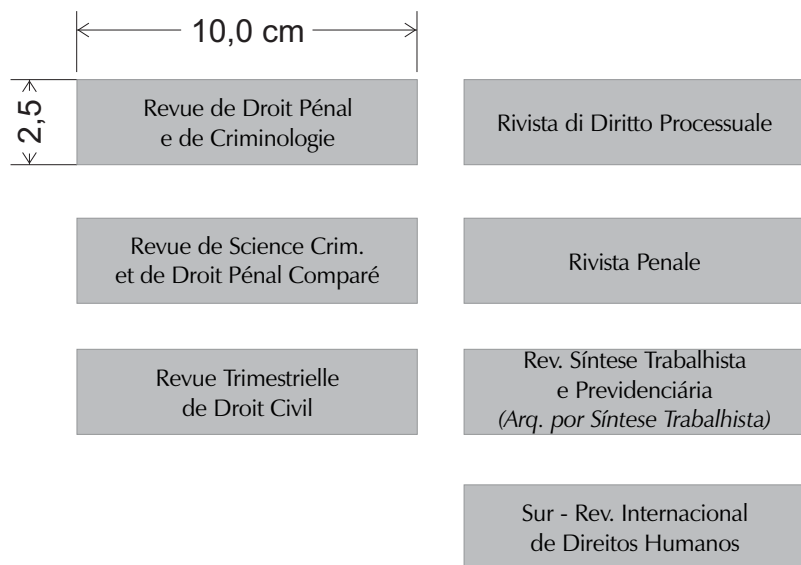 10,0 cm
2,5
Revue de Droit Pénal
e de Criminologie
Revue de Science Crim.
et de Droit Pénal Comparé
Revue Trimestrielle
de Droit Civil
Rivista di Diritto Processuale
Rivista Penale
Rev. Síntese Trabalhista
e Previdenciária
(Arq. por Síntese Trabalhista)
Sur - Rev. Internacional
de Direitos Humanos